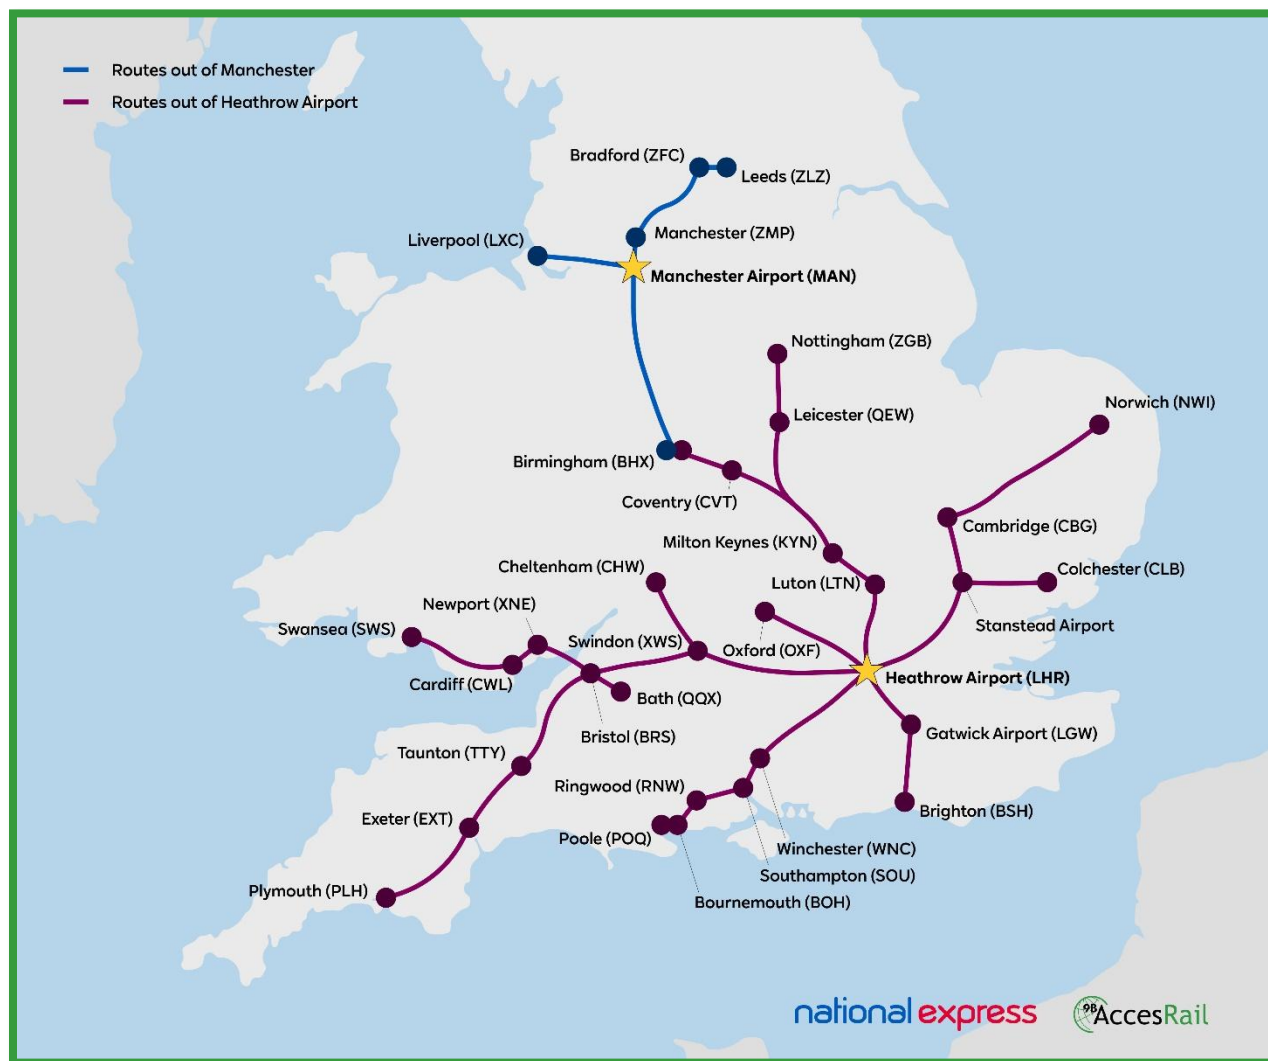 Routes out of Manchester
Routes out of Heathrow Airport
Bradford (ZFC)
Leeds (ZLZ)
Manchester (ZMP)
Liverpool (LXC)
Manchester Airport (MAN)
Nottingham (ZGB)
Norwich (NWI)
Leicester (QEW)
Birmingham (BHX)
Coventry (CVT)
Cambridge (CBG)
Milton Keynes (KYN)
Cheltenham (CHW)
Luton (LTN)
Colchester (CLB)
Newport (XNE)
Stanstead Airport
Swansea (SWS)
Swindon (XWS)
Oxford (OXF)
Heathrow Airport (LHR)
Cardiff (CWL)
Bath (QQX)
Bristol (BRS)
Gatwick Airport (LGW)
Taunton (TTY)
Ringwood (RNW)
Exeter (EXT)
Brighton (BSH)
Poole (POQ)
Winchester (WNC)
Southampton (SOU)
Plymouth (PLH)
Bournemouth (BOH)
national express
9B AccesRail